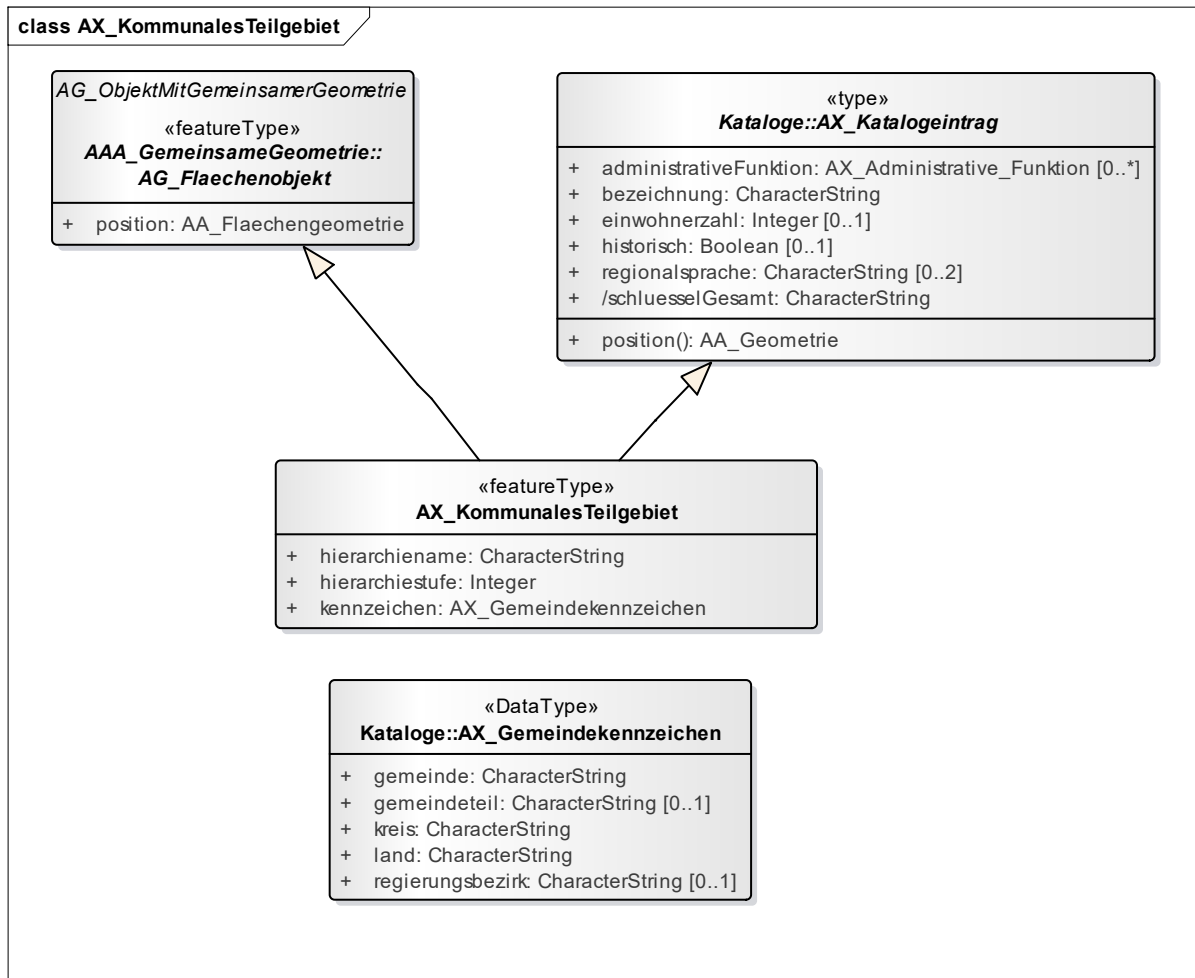 class AX_KommunalesTeilgebiet
AG_ObjektMitGemeinsamerGeometrie
«featureType»
AAA_GemeinsameGeometrie::
AG_Flaechenobjekt
+ position: AA_Flaechengeometrie
«type»
Kataloge::AX_Katalogeintrag
+ administrativeFunktion: AX_Administrative_Funktion [0..*]
+ bezeichnung: CharacterString
+ einwohnerzahl: Integer [0..1]
+ historisch: Boolean [0..1]
+ regionalsprache: CharacterString [0..2]
+ /schluesselGesamt: CharacterString
+ position(): AA_Geometrie
«featureType»
AX_KommunalesTeilgebiet
+ hierarchiename: CharacterString
+ hierarchiestufe: Integer
+ kennzeichen: AX_Gemeindekennzeichen
«DataType»
Kataloge::AX_Gemeindekennzeichen
+ gemeinde: CharacterString
+ gemeindeteil: CharacterString [0..1]
+ kreis: CharacterString
+ land: CharacterString
+ regierungsbezirk: CharacterString [0..1]